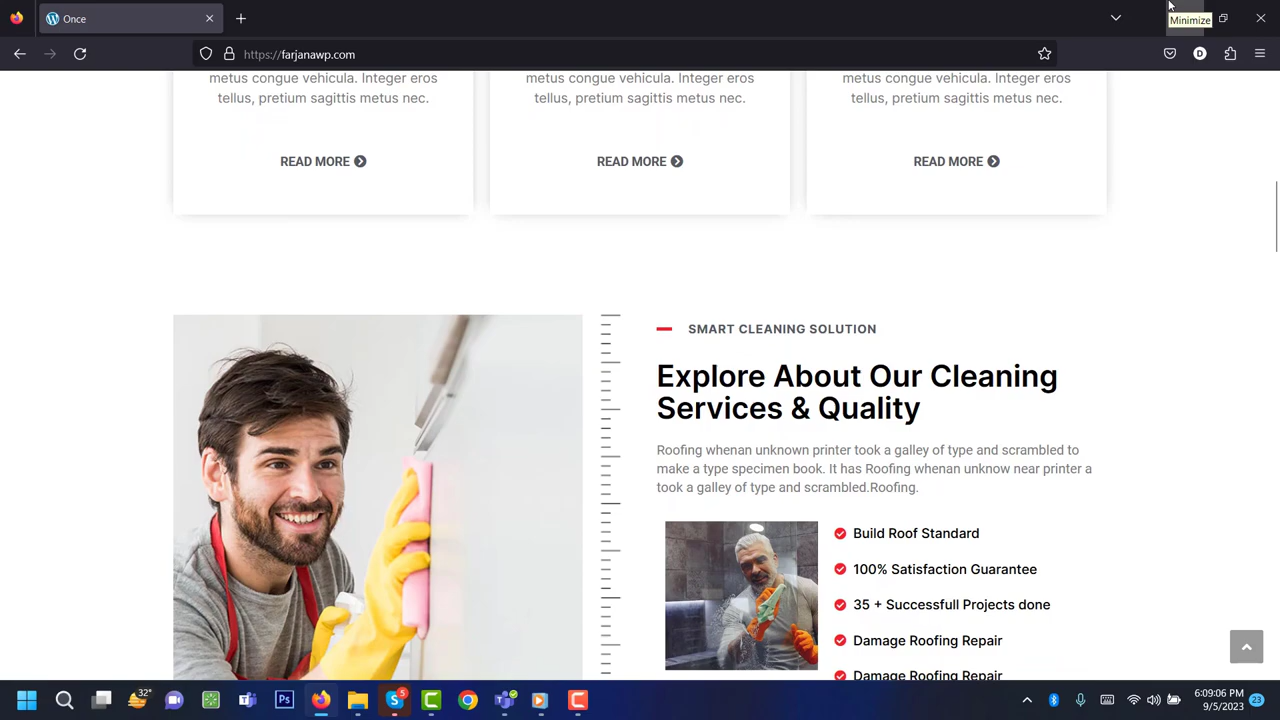 Once
Minimize
https://farjanawp.com
D
metus congue vehicula. Integer eros
tellus, pretium sagittis metus nec.
READ MORE
metus congue vehicula. Integer eros
tellus, pretium sagittis metus nec.
READ MORE
metus congue vehicula. Integer eros
tellus, pretium sagittis metus nec.
READ MORE
SMART CLEANING SOLUTION
Explore About Our Cleaning
Services & Quality
Roofing whenan unknown printer took a galley of type and scrambled to
make a type specimen book. It has Roofing whenan unknow new printer a
took a galley of type and scrambled Roofing.
Build Roof Standard
100% Satisfaction Guarantee
35 + Successfull Projects done
Damage Roofing Repair
Damage Roofing Repair
32°
Ps
5
6:09:06 PM
9/5/2023
23